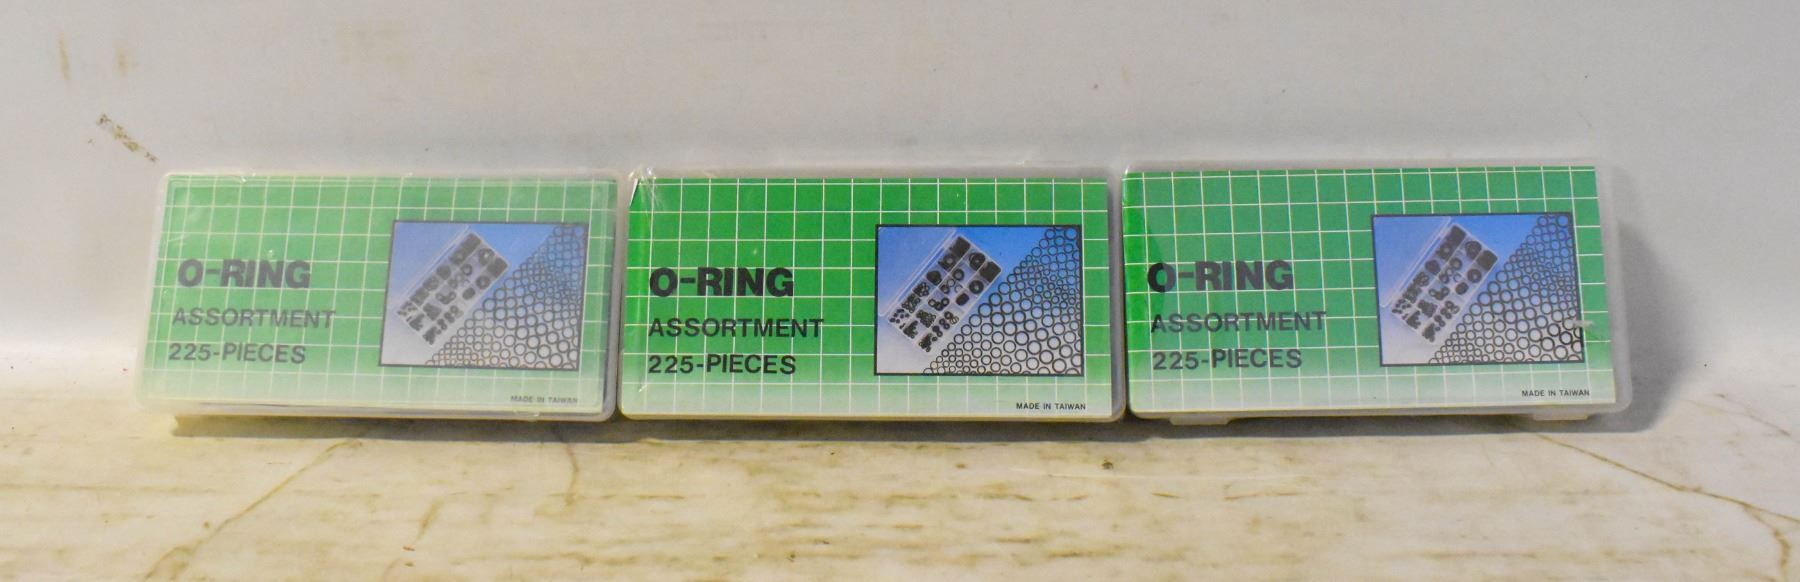 O-RING
ASSORTMENT
225-PIECES
MADE IN TAIWAN
O-RING
ASSORTMENT
225-PIECES
MADE IN TAIWAN
O-RING
ASSORTMENT
225-PIECES
MADE IN TAIWAN